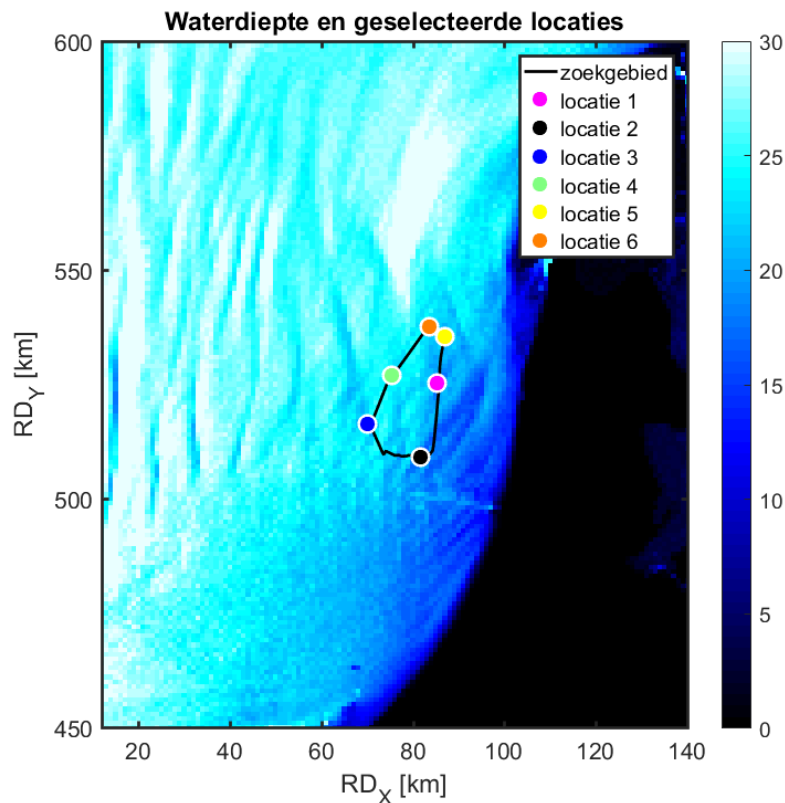 Waterdiepte en geselecteerde locaties
600
550
500
450
RD_Y [km]
20
40
60
80
100
120
140
RD_X [km]
zoekgebied
locatie 1
locatie 2
locatie 3
locatie 4
locatie 5
locatie 6
30
25
20
15
10
5
0